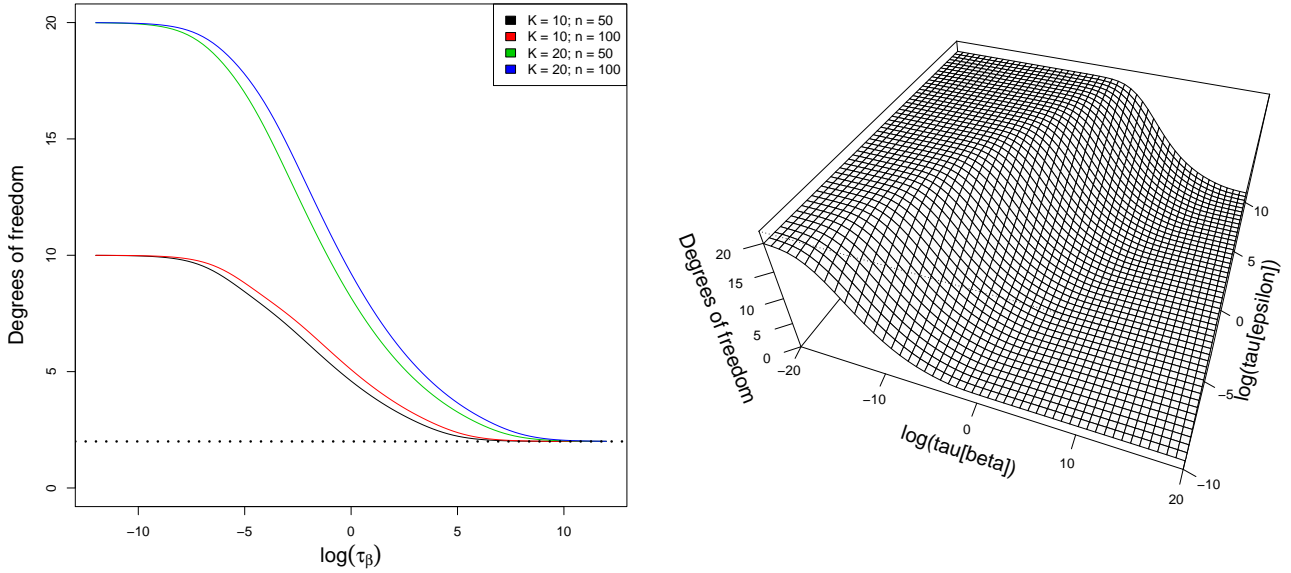 K = 10; n = 50
K = 10; n = 100
K = 20; n = 50
K = 20; n = 100
Degrees of freedom
20
15
10
5
0
−10
−5
0
5
10
log(τβ)
Degrees of freedom
20
15
10
5
0
−20
−10
0
10
20
log(tau[beta])
−10
−5
0
5
10
log(tau[epsilon])